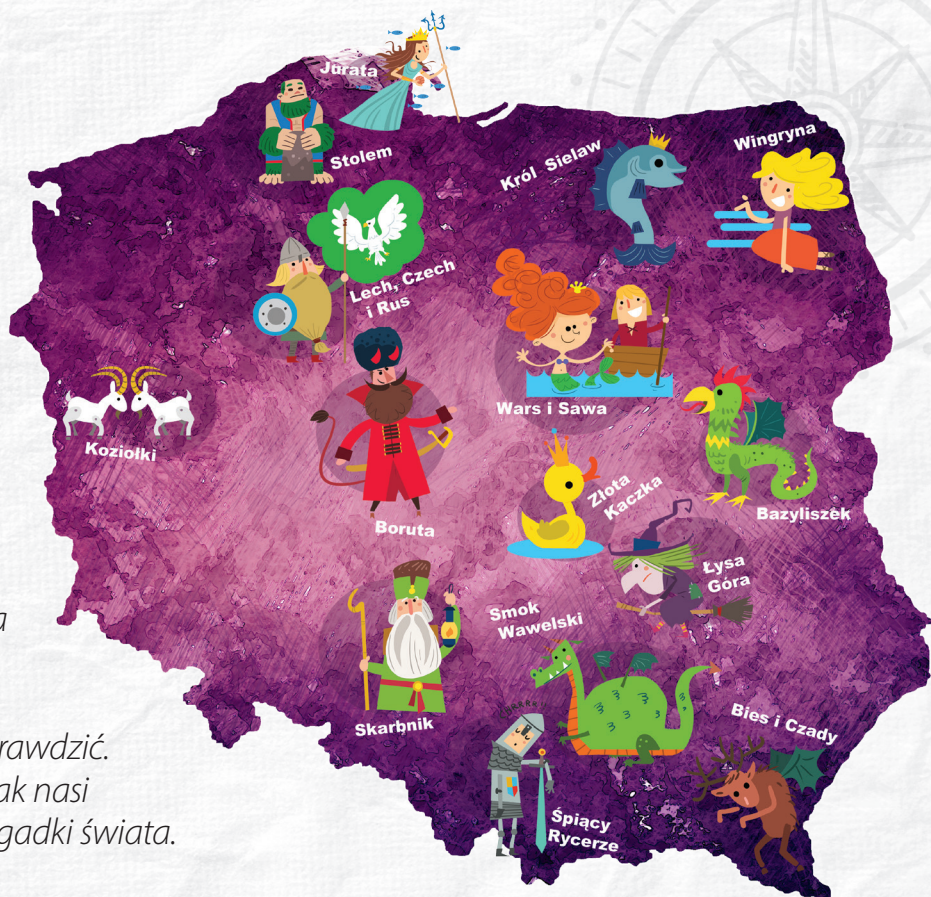 Jurata
Stolem
Król Sielaw
Wingryna
Lech, Czech
i Rus
Wars i Sawa
Koziołki
Boruta
Złota
Kaczka
Bazyliszek
Łysa
Góra
Smok
Wawelski
Skarbnik
Bies i Czady
Śpiący
Rycerze
a
rawdzić.
ak nasi
gadki świata.